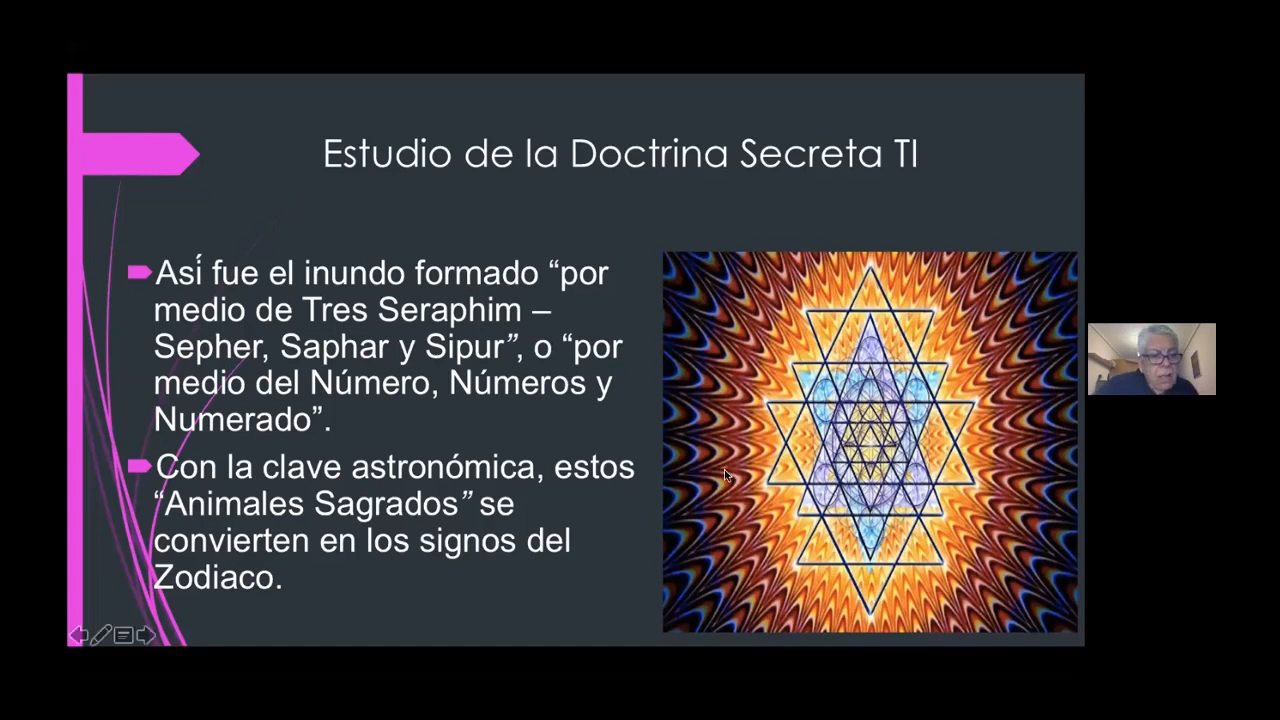 Estudio de la Doctrina Secreta TI
Así fue el inundo formado “por
medio de Tres Seraphim –
Sepher, Saphar y Sipur”, o “por
medio del Número, Números y
Numerado”.
Con la clave astronómica, estos
“Animales Sagrados” se
convierten en los signos del
Zodiaco.